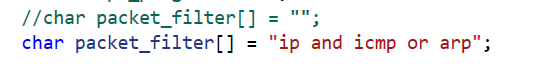 //char packet_filter[] = "";
char packet_filter[] = "ip and icmp or arp";